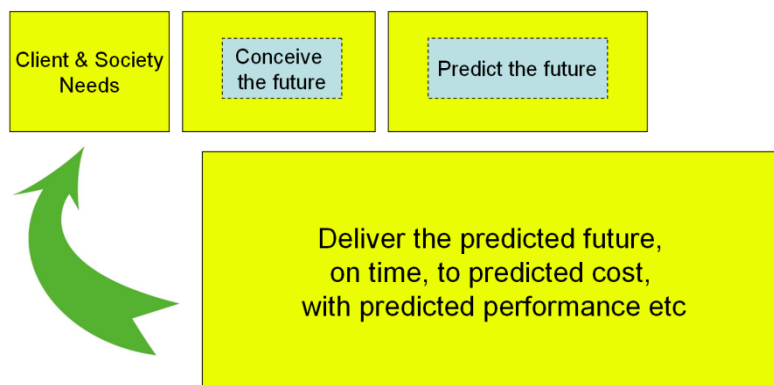 Client & Society
Needs
Conceive
the future
Predict the future
Deliver the predicted future,
on time, to predicted cost,
with predicted performance etc